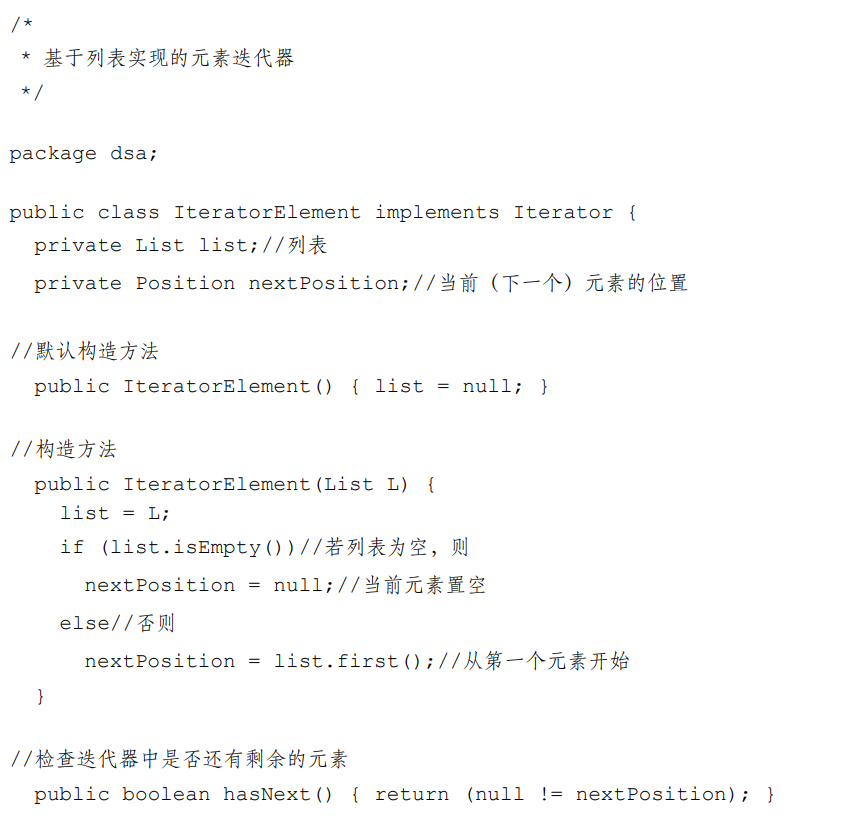 /*
 * 基于列表实现的元素迭代器
 */
package dsa;
public class IteratorElement implements Iterator {
  private List list;//列表
  private Position nextPosition;//当前（下一个）元素的位置
//默认构造方法
  public IteratorElement() { list = null; }
//构造方法
  public IteratorElement(List L) {
    list = L;
    if (list.isEmpty())//若列表为空，则
      nextPosition = null;//当前元素置空
    else//否则
      nextPosition = list.first();//从第一个元素开始
  }
//检查迭代器中是否还有剩余的元素
  public boolean hasNext() { return (null != nextPosition); }